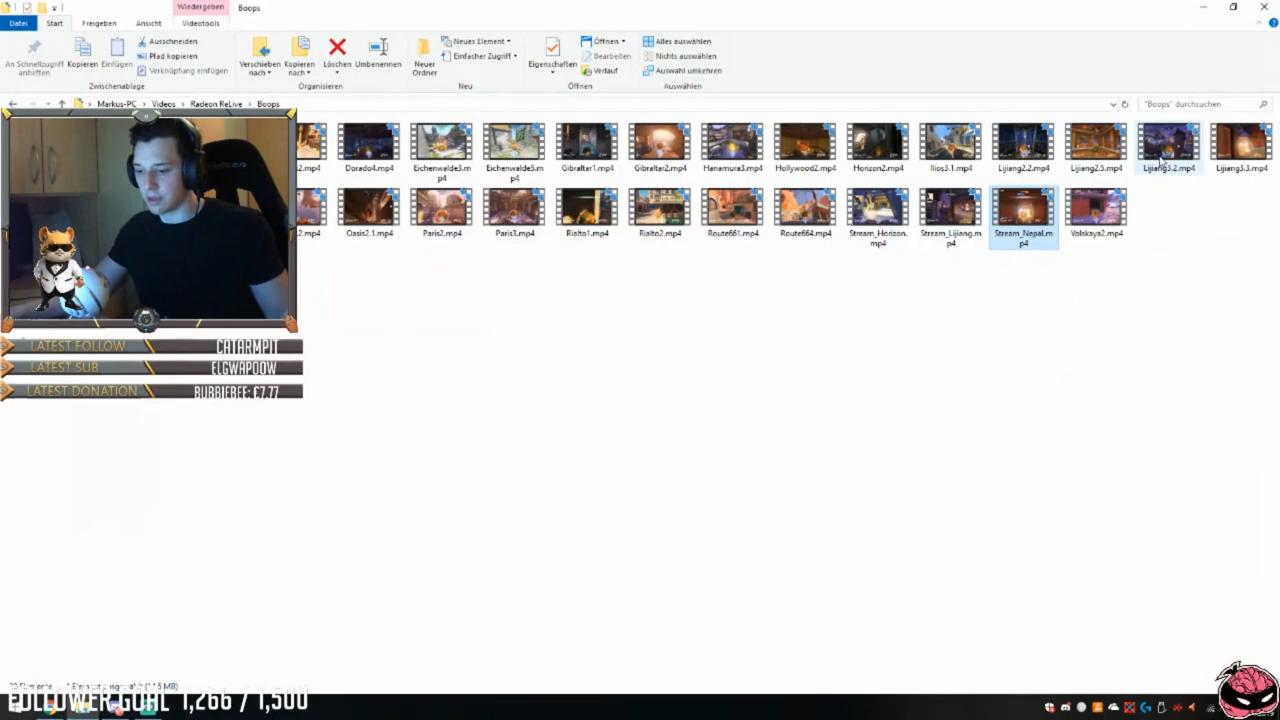 Wiedergeben
Boops
Datei
Start
Freigeben
Ansicht
Videotools
An Schnellzugriff anheften
Kopieren
Einfügen
Ausschneiden
Pfad kopieren
Verknüpfung einfügen
Zwischenablage
Verschieben nach
Kopieren nach
Löschen
Umbenennen
Organisieren
Neuer Ordner
Neues Element
Einfacher Zugriff
Neu
Eigenschaften
Öffnen
Bearbeiten
Verlauf
Öffnen
Alles auswählen
Nichts auswählen
Auswahl umkehren
Auswählen
Markus-PC > Videos > Radeon ReLive > Boops
"Boops" durchsuchen
2.mp4
Dorado4.mp4
Eichenwalde3.mp4
Eichenwalde5.mp4
Gibraltar1.mp4
Gibraltar2.mp4
Hanamura3.mp4
Hollywood2.mp4
Horizon2.mp4
Ilios3.1.mp4
Lijiang2.2.mp4
Lijiang2.5.mp4
Lijiang3.2.mp4
Lijiang3.3.mp4
.2.mp4
Oasis2.1.mp4
Paris2.mp4
Paris3.mp4
Rialto1.mp4
Rialto2.mp4
Route661.mp4
Route664.mp4
Stream_Horizon.mp4
Stream_Lijiang.mp4
Stream_Nepal.mp4
Volskaya2.mp4
LATEST FOLLOW CATARMPIT
LATEST SUB ELGWAPOOW
LATEST DONATION BUBBIEBEE: €7.77
FOLLOWER GOAL 1,266 / 1,500